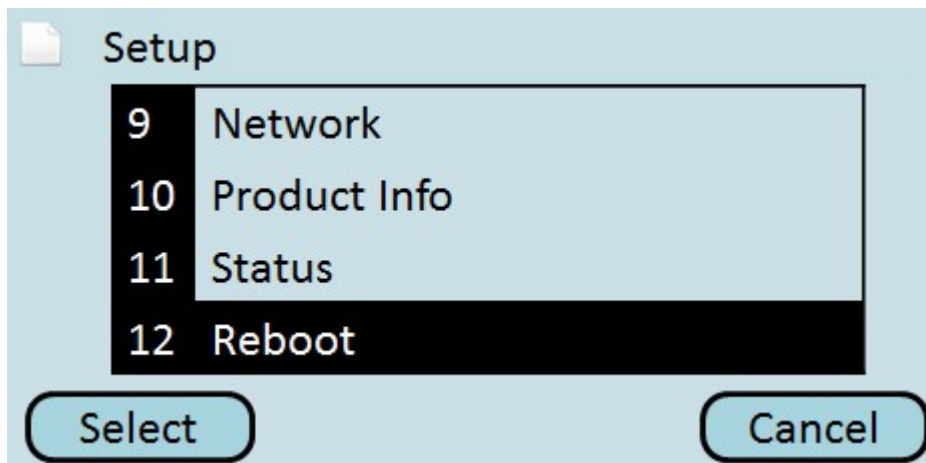 Setup
9 Network
10 Product Info
11 Status
12 Reboot
Select Cancel